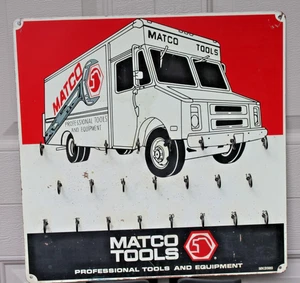 MATCO TOOLS
MATCO
PROFESSIONAL TOOLS
AND EQUIPMENT
MATCO
TOOLS
PROFESSIONAL TOOLS AND EQUIPMENT